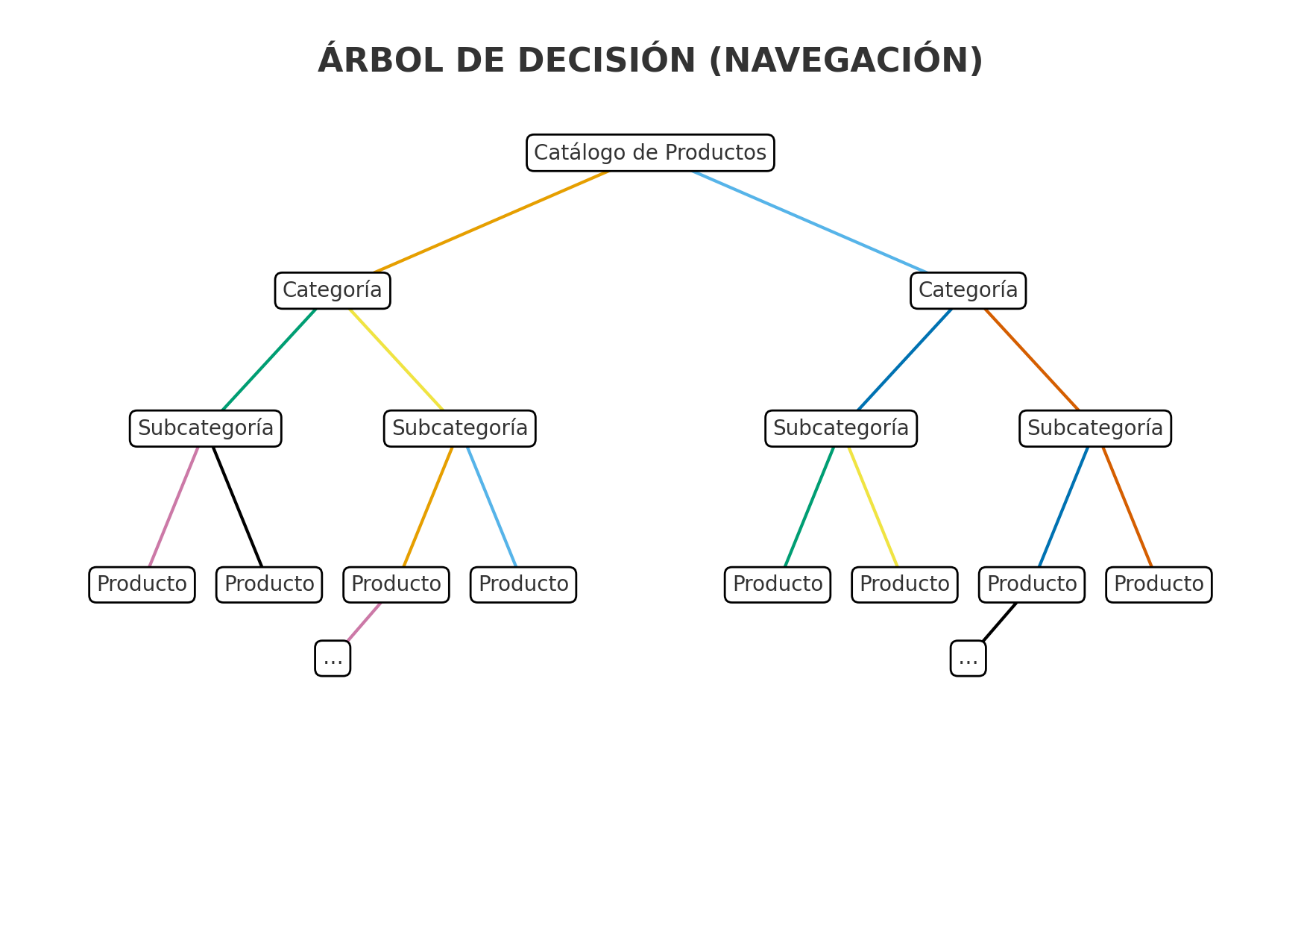 ÁRBOL DE DECISIÓN (NAVEGACIÓN)
Catálogo de Productos
Categoría
Categoría
Subcategoría
Subcategoría
Subcategoría
Subcategoría
Producto
Producto
Producto
Producto
Producto
Producto
Producto
Producto
...
...